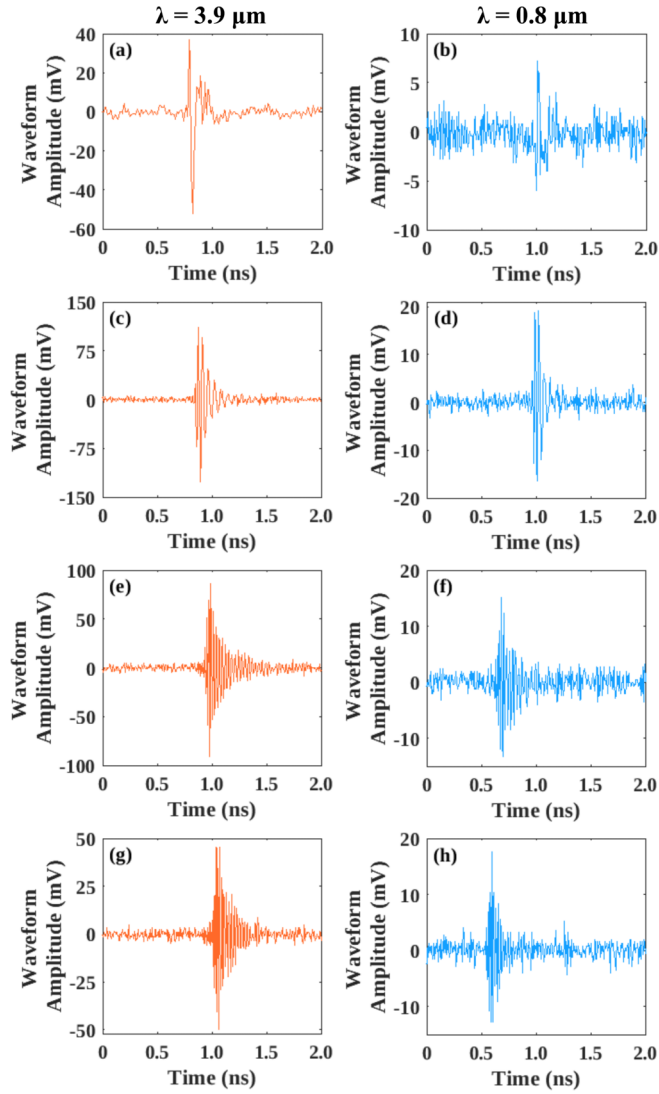 λ = 3.9 μm λ = 0.8 μm
(a) (b)
40 10
20 5
0 0
-20 -5
-40 -10
-60
Waveform Amplitude (mV) Waveform Amplitude (mV)
0 0.5 1.0 1.5 2.0 0 0.5 1.0 1.5 2.0
Time (ns) Time (ns)
(c) (d)
150 20
75 10
0 0
-75 -10
-150 -20
Waveform Amplitude (mV) Waveform Amplitude (mV)
0 0.5 1.0 1.5 2.0 0 0.5 1.0 1.5 2.0
Time (ns) Time (ns)
(e) (f)
100 20
50 10
0 0
-50 -10
-100
Waveform Amplitude (mV) Waveform Amplitude (mV)
0 0.5 1.0 1.5 2.0 0 0.5 1.0 1.5 2.0
Time (ns) Time (ns)
(g) (h)
50 20
25 10
0 0
-25 -10
-50
Waveform Amplitude (mV) Waveform Amplitude (mV)
0 0.5 1.0 1.5 2.0 0 0.5 1.0 1.5 2.0
Time (ns) Time (ns)